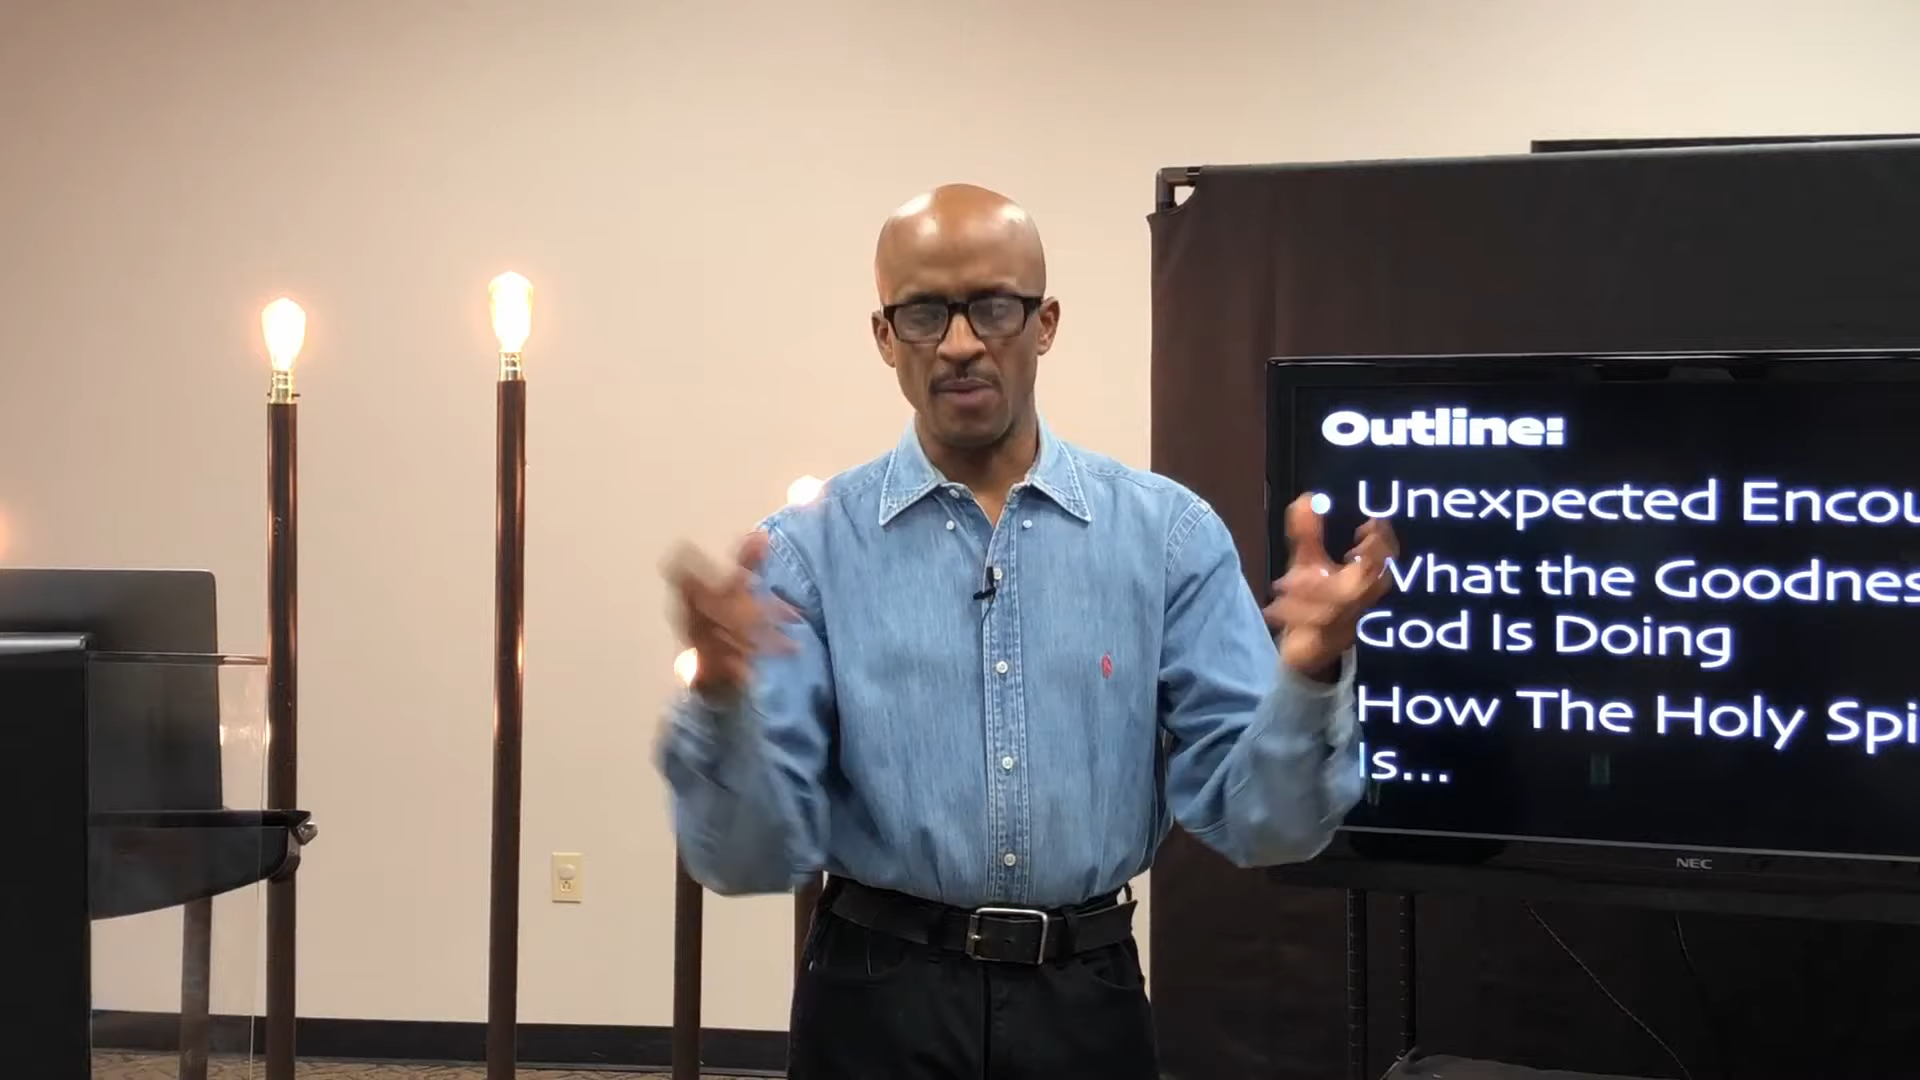 Outline:
• Unexpected Encou
What the Goodnes
God Is Doing
How The Holy Spi
Is...
NEC